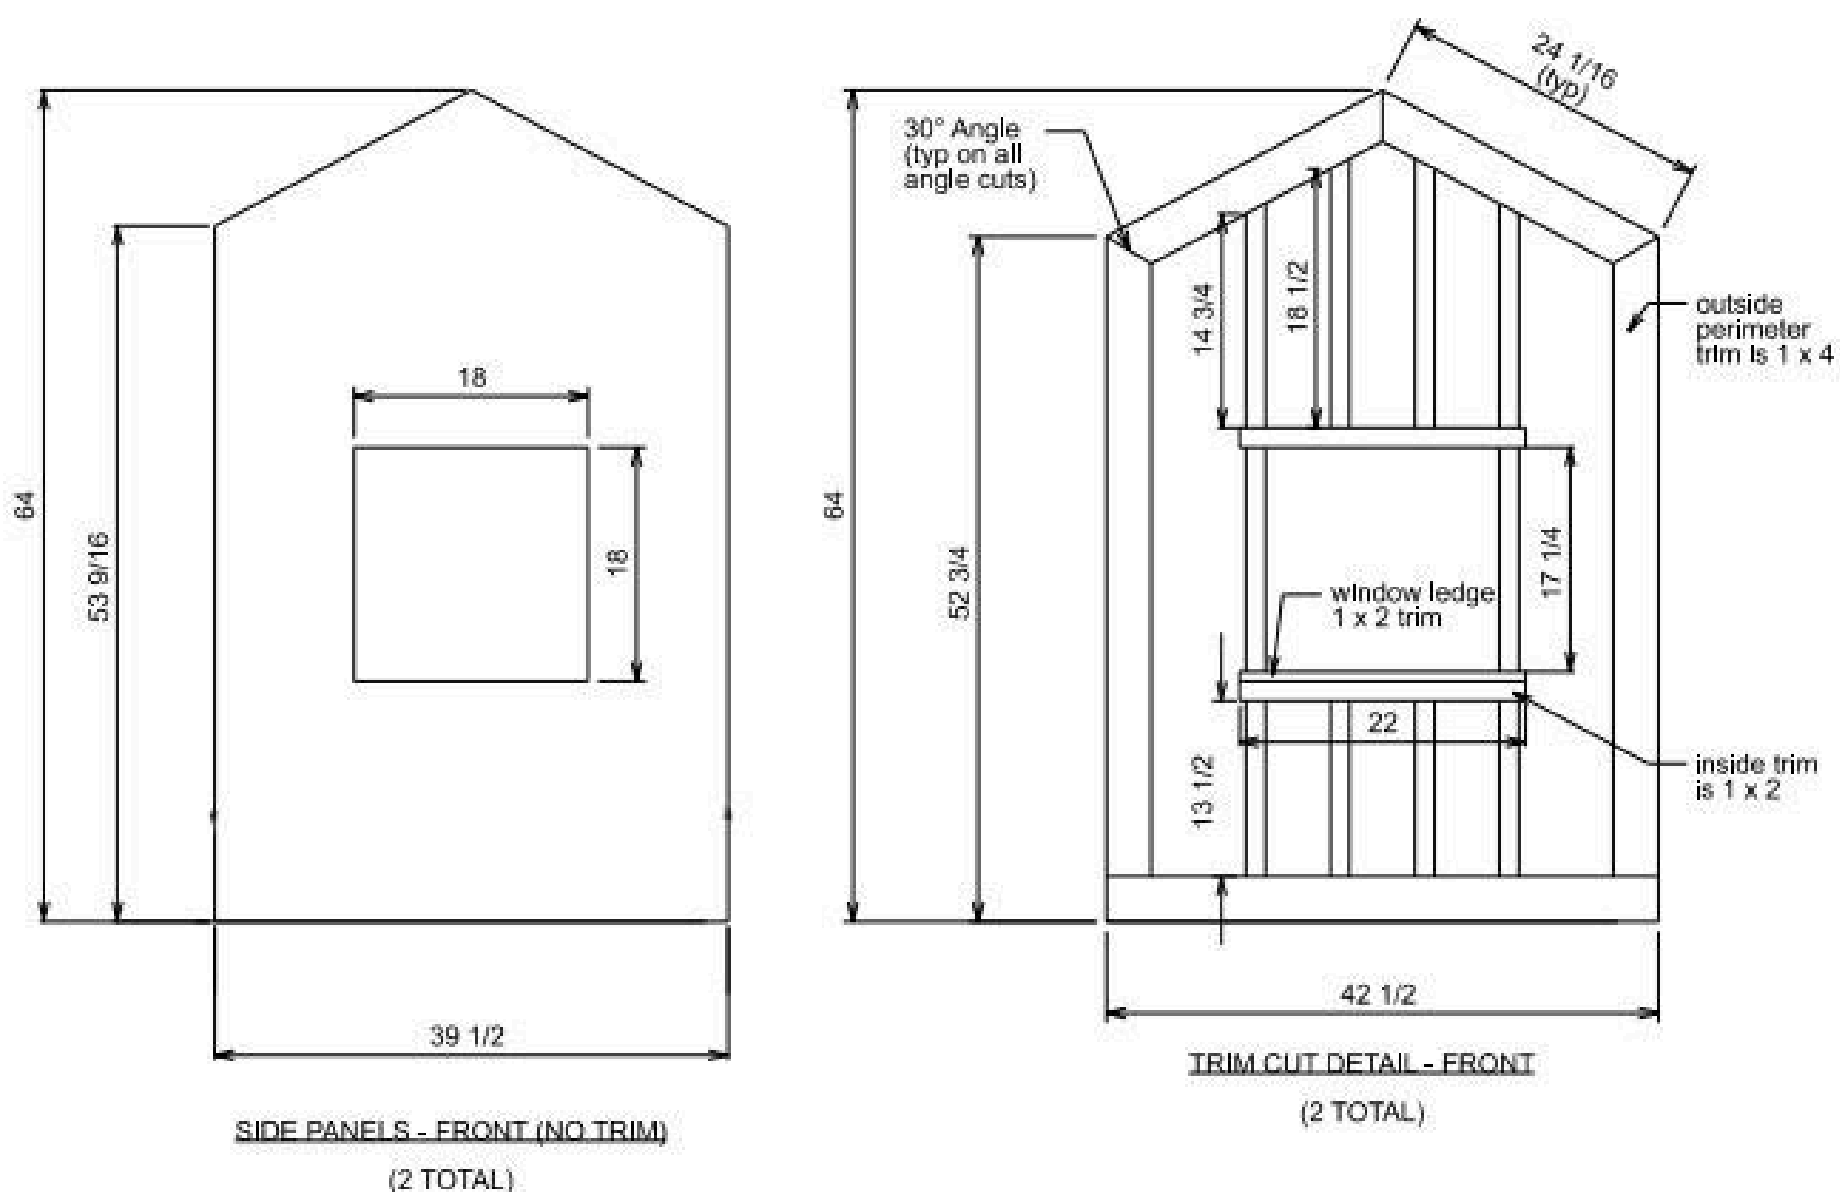 64
53 9/16
18
18
39 1/2
SIDE PANELS - FRONT (NO TRIM)
(2 TOTAL)
24 1/16
(typ)
30° Angle
(typ on all
angle cuts)
64
52 3/4
14 3/4
18 1/2
outside
perimeter
trim is 1 x 4
17 1/4
window ledge
1 x 2 trim
22
13 1/2
inside trim
is 1 x 2
42 1/2
TRIM CUT DETAIL - FRONT
(2 TOTAL)